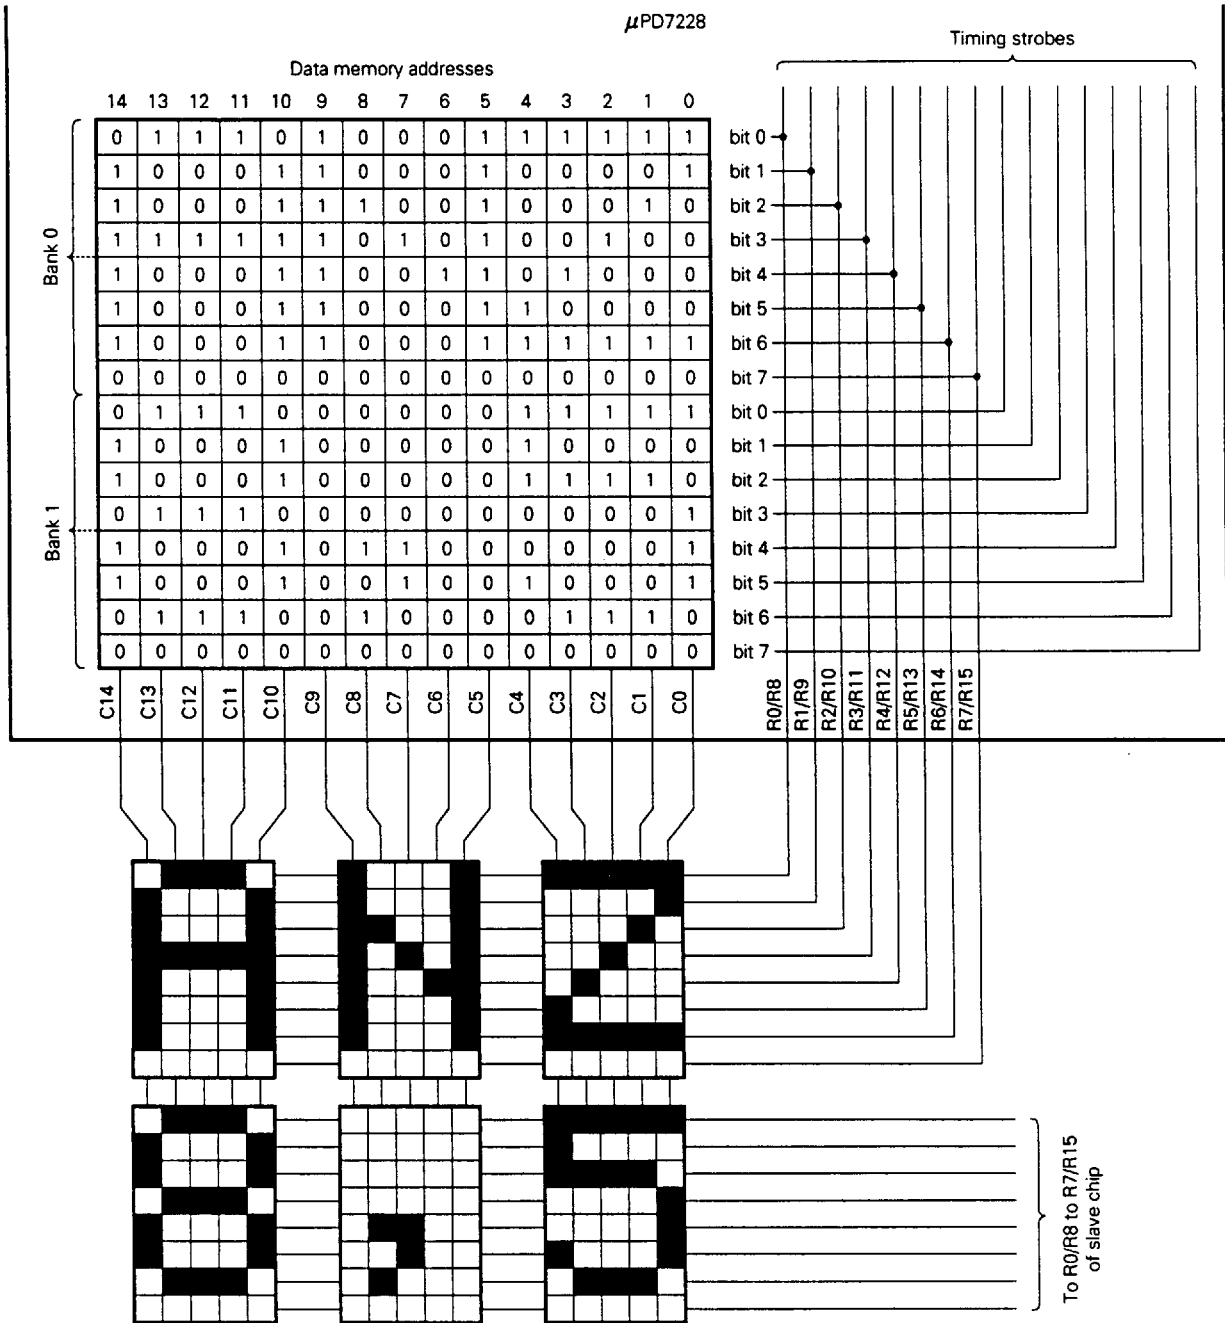 μPD7228
Timing strobes
Data memory addresses
14 13 12 11 10 9 8 7 6 5 4 3 2 1 0
0 1 1 1 0 1 0 0 0 1 1 1 1 1 1 bit 0
1 0 0 0 1 1 0 0 0 1 0 0 0 0 1 bit 1
1 0 0 0 1 1 1 0 0 1 0 0 0 1 0 bit 2
1 1 1 1 1 1 0 1 0 1 0 0 1 0 0 bit 3
Bank 0
1 0 0 0 1 1 0 0 1 1 0 1 0 0 0 bit 4
1 0 0 0 1 1 0 0 0 1 1 0 0 0 0 bit 5
1 0 0 0 1 1 0 0 0 1 1 1 1 1 1 bit 6
0 0 0 0 0 0 0 0 0 0 0 0 0 0 0 bit 7
0 1 1 1 0 0 0 0 0 0 1 1 1 1 1 bit 0
1 0 0 0 1 0 0 0 0 0 1 0 0 0 0 bit 1
1 0 0 0 1 0 0 0 0 0 1 1 1 1 0 bit 2
0 1 1 1 0 0 0 0 0 0 0 0 0 0 1 bit 3
Bank 1
1 0 0 0 1 0 1 1 0 0 0 0 0 0 1 bit 4
1 0 0 0 1 0 0 1 0 0 1 0 0 0 1 bit 5
0 1 1 1 0 0 1 0 0 0 0 1 1 1 0 bit 6
0 0 0 0 0 0 0 0 0 0 0 0 0 0 0 bit 7
C14 C13 C12 C11 C10 C9 C8 C7 C6 C5 C4 C3 C2 C1 C0
R0/R8
R1/R9
R2/R10
R3/R11
R4/R12
R5/R13
R6/R14
R7/R15
To R0/R8 to R7/R15
of slave chip